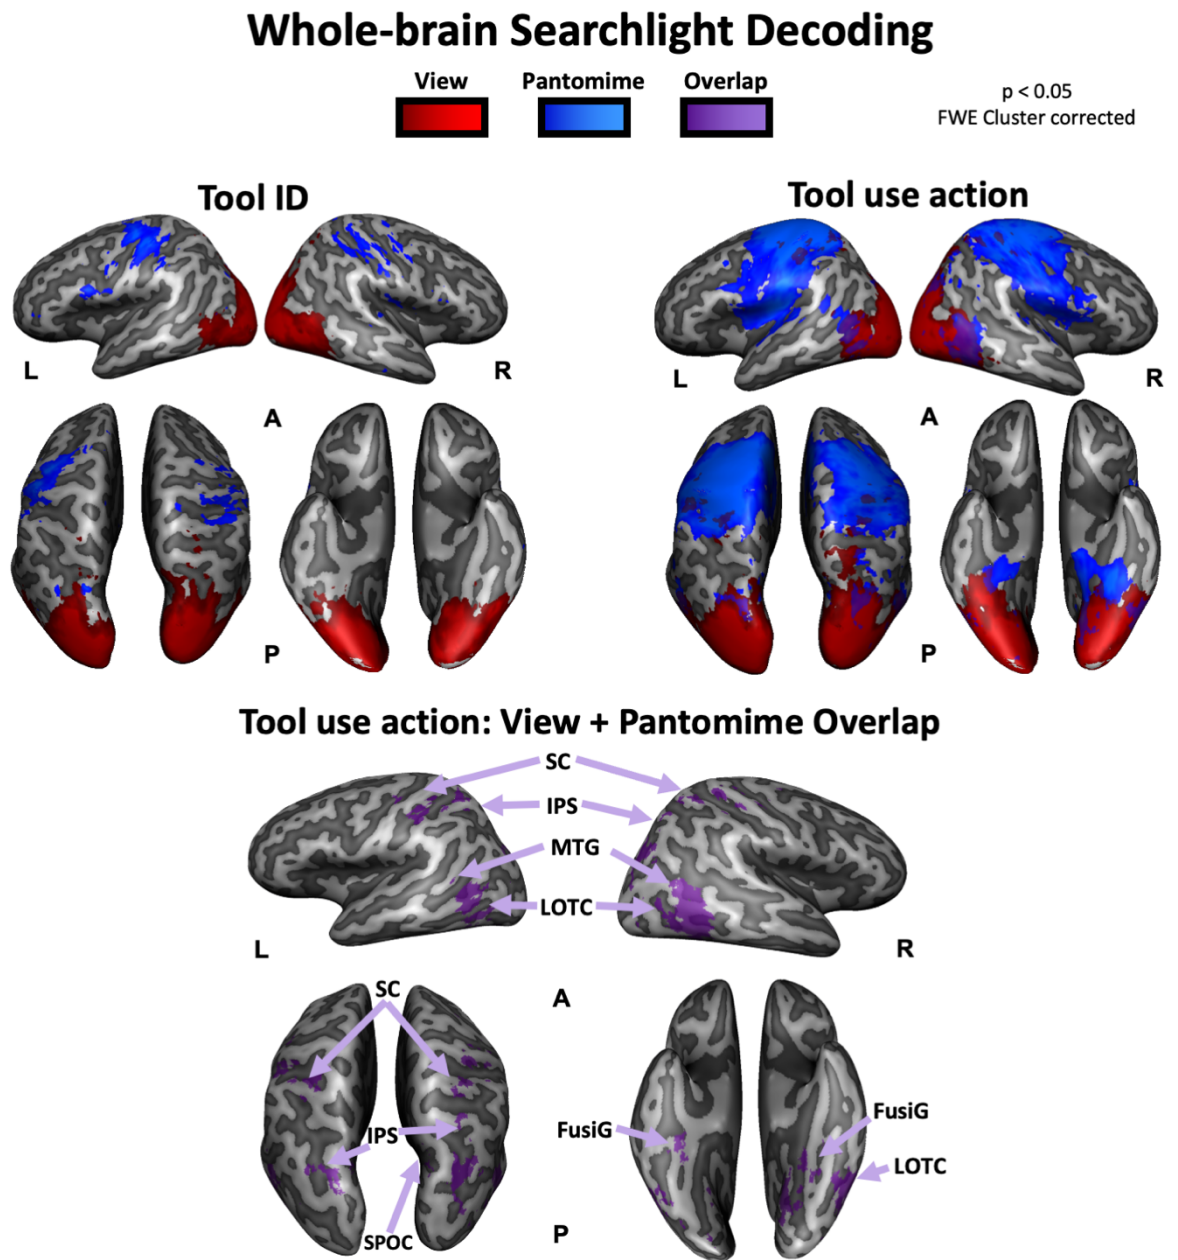 Whole-brain Searchlight Decoding
View Pantomime Overlap
p < 0.05
FWE Cluster corrected
Tool ID
L
R
A
P
Tool use action
L
R
A
P
Tool use action: View + Pantomime Overlap
SC
IPS
MTG
LOTC
L
R
SC
A
IPS
SPOC
P
FusiG
FusiG
LOTC